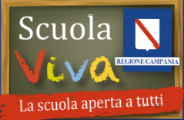 Scuola
Viva
REGIONE CAMPANIA
La scuola aperta a tutti